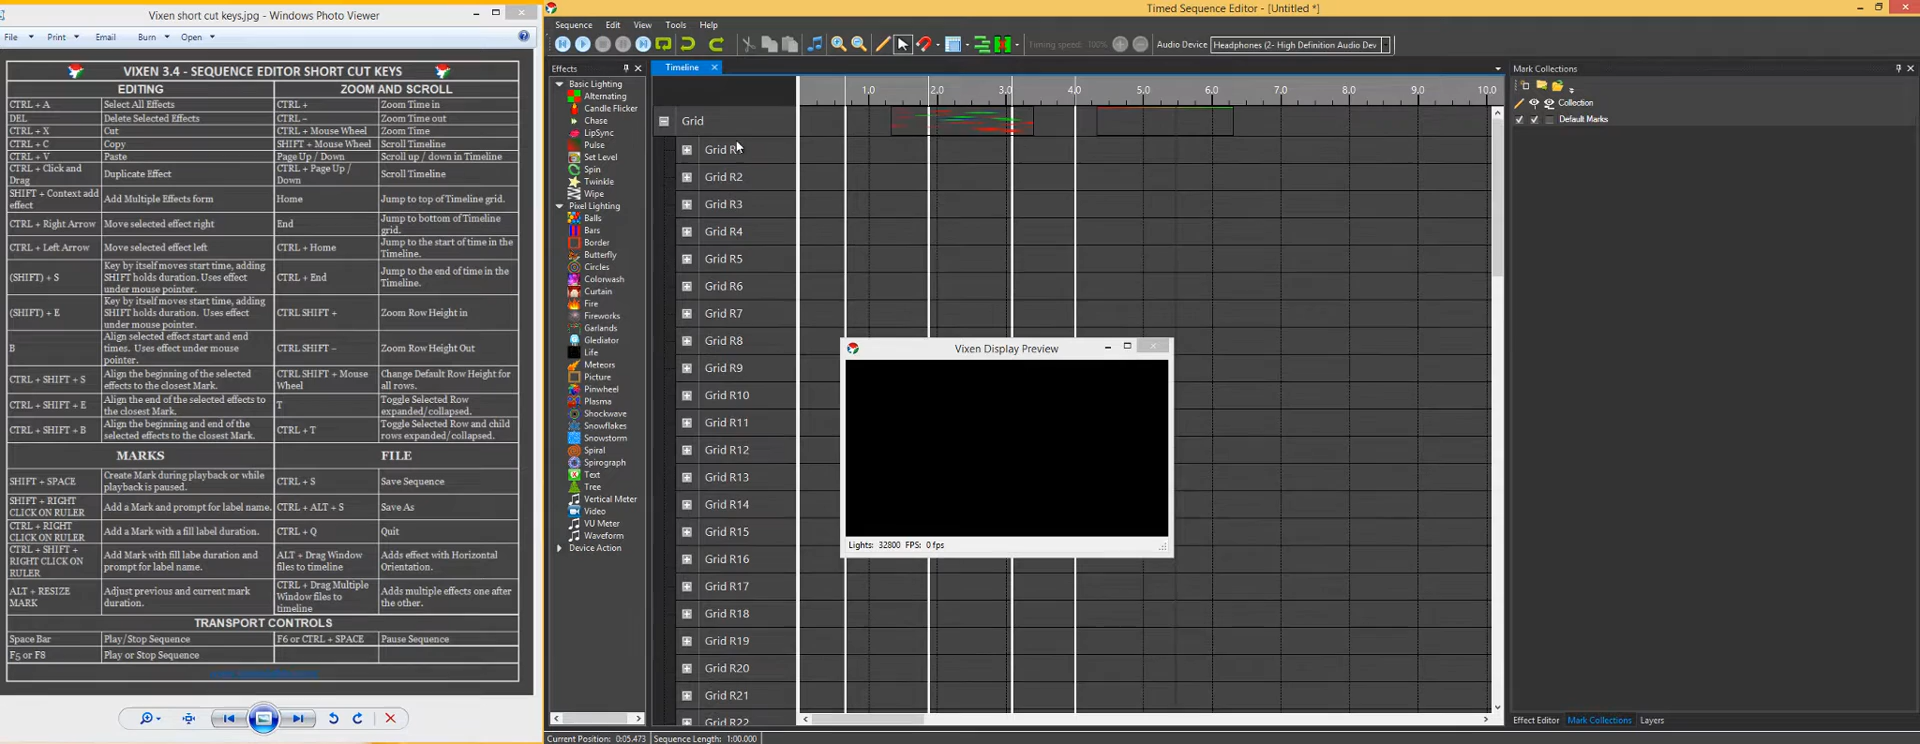 Vixen short cut keys.jpg - Windows Photo Viewer
File Print Email Burn Open
VIXEN 3.4 - SEQUENCE EDITOR SHORT CUT KEYS
EDITING ZOOM AND SCROLL
CTRL + A Select All Effects CTRL + Zoom Time in
DEL Delete Selected Effects CTRL – Zoom Time out
CTRL + X Cut CTRL + Mouse Wheel Zoom Time
CTRL + C Copy SHIFT + Mouse Wheel Scroll Timeline
CTRL + V Paste Page Up / Down Scroll up / down in Timeline
CTRL + Click and Drag Duplicate Effect CTRL + Page Up / Down Scroll Timeline
SHIFT + Context add effect Add Multiple Effects form Home Jump to top of Timeline grid.
CTRL + Right Arrow Move selected effect right End Jump to bottom of Timeline grid.
CTRL + Left Arrow Move selected effect left CTRL + Home Jump to the start of time in the Timeline.
(SHIFT) + S Key by itself moves start time, adding SHIFT holds duration. Uses effect under mouse pointer. CTRL + End Jump to the end of time in the Timeline.
(SHIFT) + E Key by itself moves start time, adding SHIFT holds duration. Uses effect under mouse pointer. CTRL SHIFT + Zoom Row Height in
B Align selected effect start and end times. Uses effect under mouse pointer. CTRL SHIFT – Zoom Row Height Out
CTRL + SHIFT + S Align the beginning of the selected effects to the closest Mark. CTRL SHIFT + Mouse Wheel Change Default Row Height for all rows.
CTRL + SHIFT + E Align the end of the selected effects to the closest Mark. T Toggle Selected Row expanded/collapsed.
CTRL + SHIFT + B Align the beginning and end of the selected effects to the closest Mark. CTRL + T Toggle Selected Row and child rows expanded/collapsed.
MARKS FILE
SHIFT + SPACE Create Mark during playback or while playback is paused. CTRL + S Save Sequence
SHIFT + RIGHT CLICK ON RULER Add a Mark and prompt for label name. CTRL + ALT + S Save As
CTRL + RIGHT CLICK ON RULER Add a Mark with a fill label duration. CTRL + Q Quit
CTRL + SHIFT + RIGHT CLICK ON RULER Add Mark with fill labe duration and prompt for label name. ALT + Drag Window files to timeline Adds effect with Horizontal Orientation.
ALT + RESIZE MARK Adjust previous and current mark duration. CTRL + Drag Multiple Window files to timeline Adds multiple effects one after the other.
TRANSPORT CONTROLS
Space Bar Play/Stop Sequence F6 or CTRL + SPACE Pause Sequence
F5 or F8 Play or Stop Sequence
Timed Sequence Editor - [Untitled *]
Sequence Edit View Tools Help
Timing speed: 100% Audio Device Headphones (2- High Definition Audio Dev
Effects
Basic Lighting
Alternating
Candle Flicker
Chase
LipSync
Pulse
Set Level
Spin
Twinkle
Wipe
Pixel Lighting
Balls
Bars
Border
Butterfly
Circles
Colorwash
Curtain
Fire
Fireworks
Garlands
Glediator
Life
Meteors
Picture
Pinwheel
Plasma
Shockwave
Snowflakes
Snowstorm
Spiral
Spirograph
Text
Tree
Vertical Meter
Video
VU Meter
Waveform
Device Action
Timeline
1.0 2.0 3.0 4.0 5.0 6.0 7.0 8.0 9.0 10.0
Grid
Grid R
Grid R2
Grid R3
Grid R4
Grid R5
Grid R6
Grid R7
Grid R8
Grid R9
Grid R10
Grid R11
Grid R12
Grid R13
Grid R14
Grid R15
Grid R16
Grid R17
Grid R18
Grid R19
Grid R20
Grid R21
Grid R22
Vixen Display Preview
Lights: 32800 FPS: 0 fps
Mark Collections
Collection
Default Marks
Effect Editor Mark Collections Layers
Current Position: 0:05.473 Sequence Length: 1:00.000